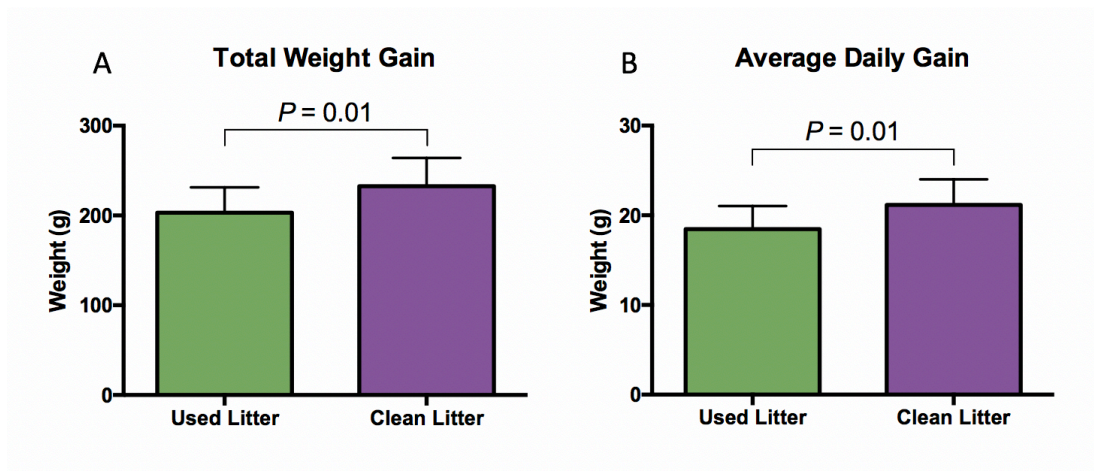 A
Total Weight Gain
P = 0.01
300
200
100
0
Weight (g)
Used Litter
Clean Litter
B
Average Daily Gain
P = 0.01
30
20
10
0
Weight (g)
Used Litter
Clean Litter